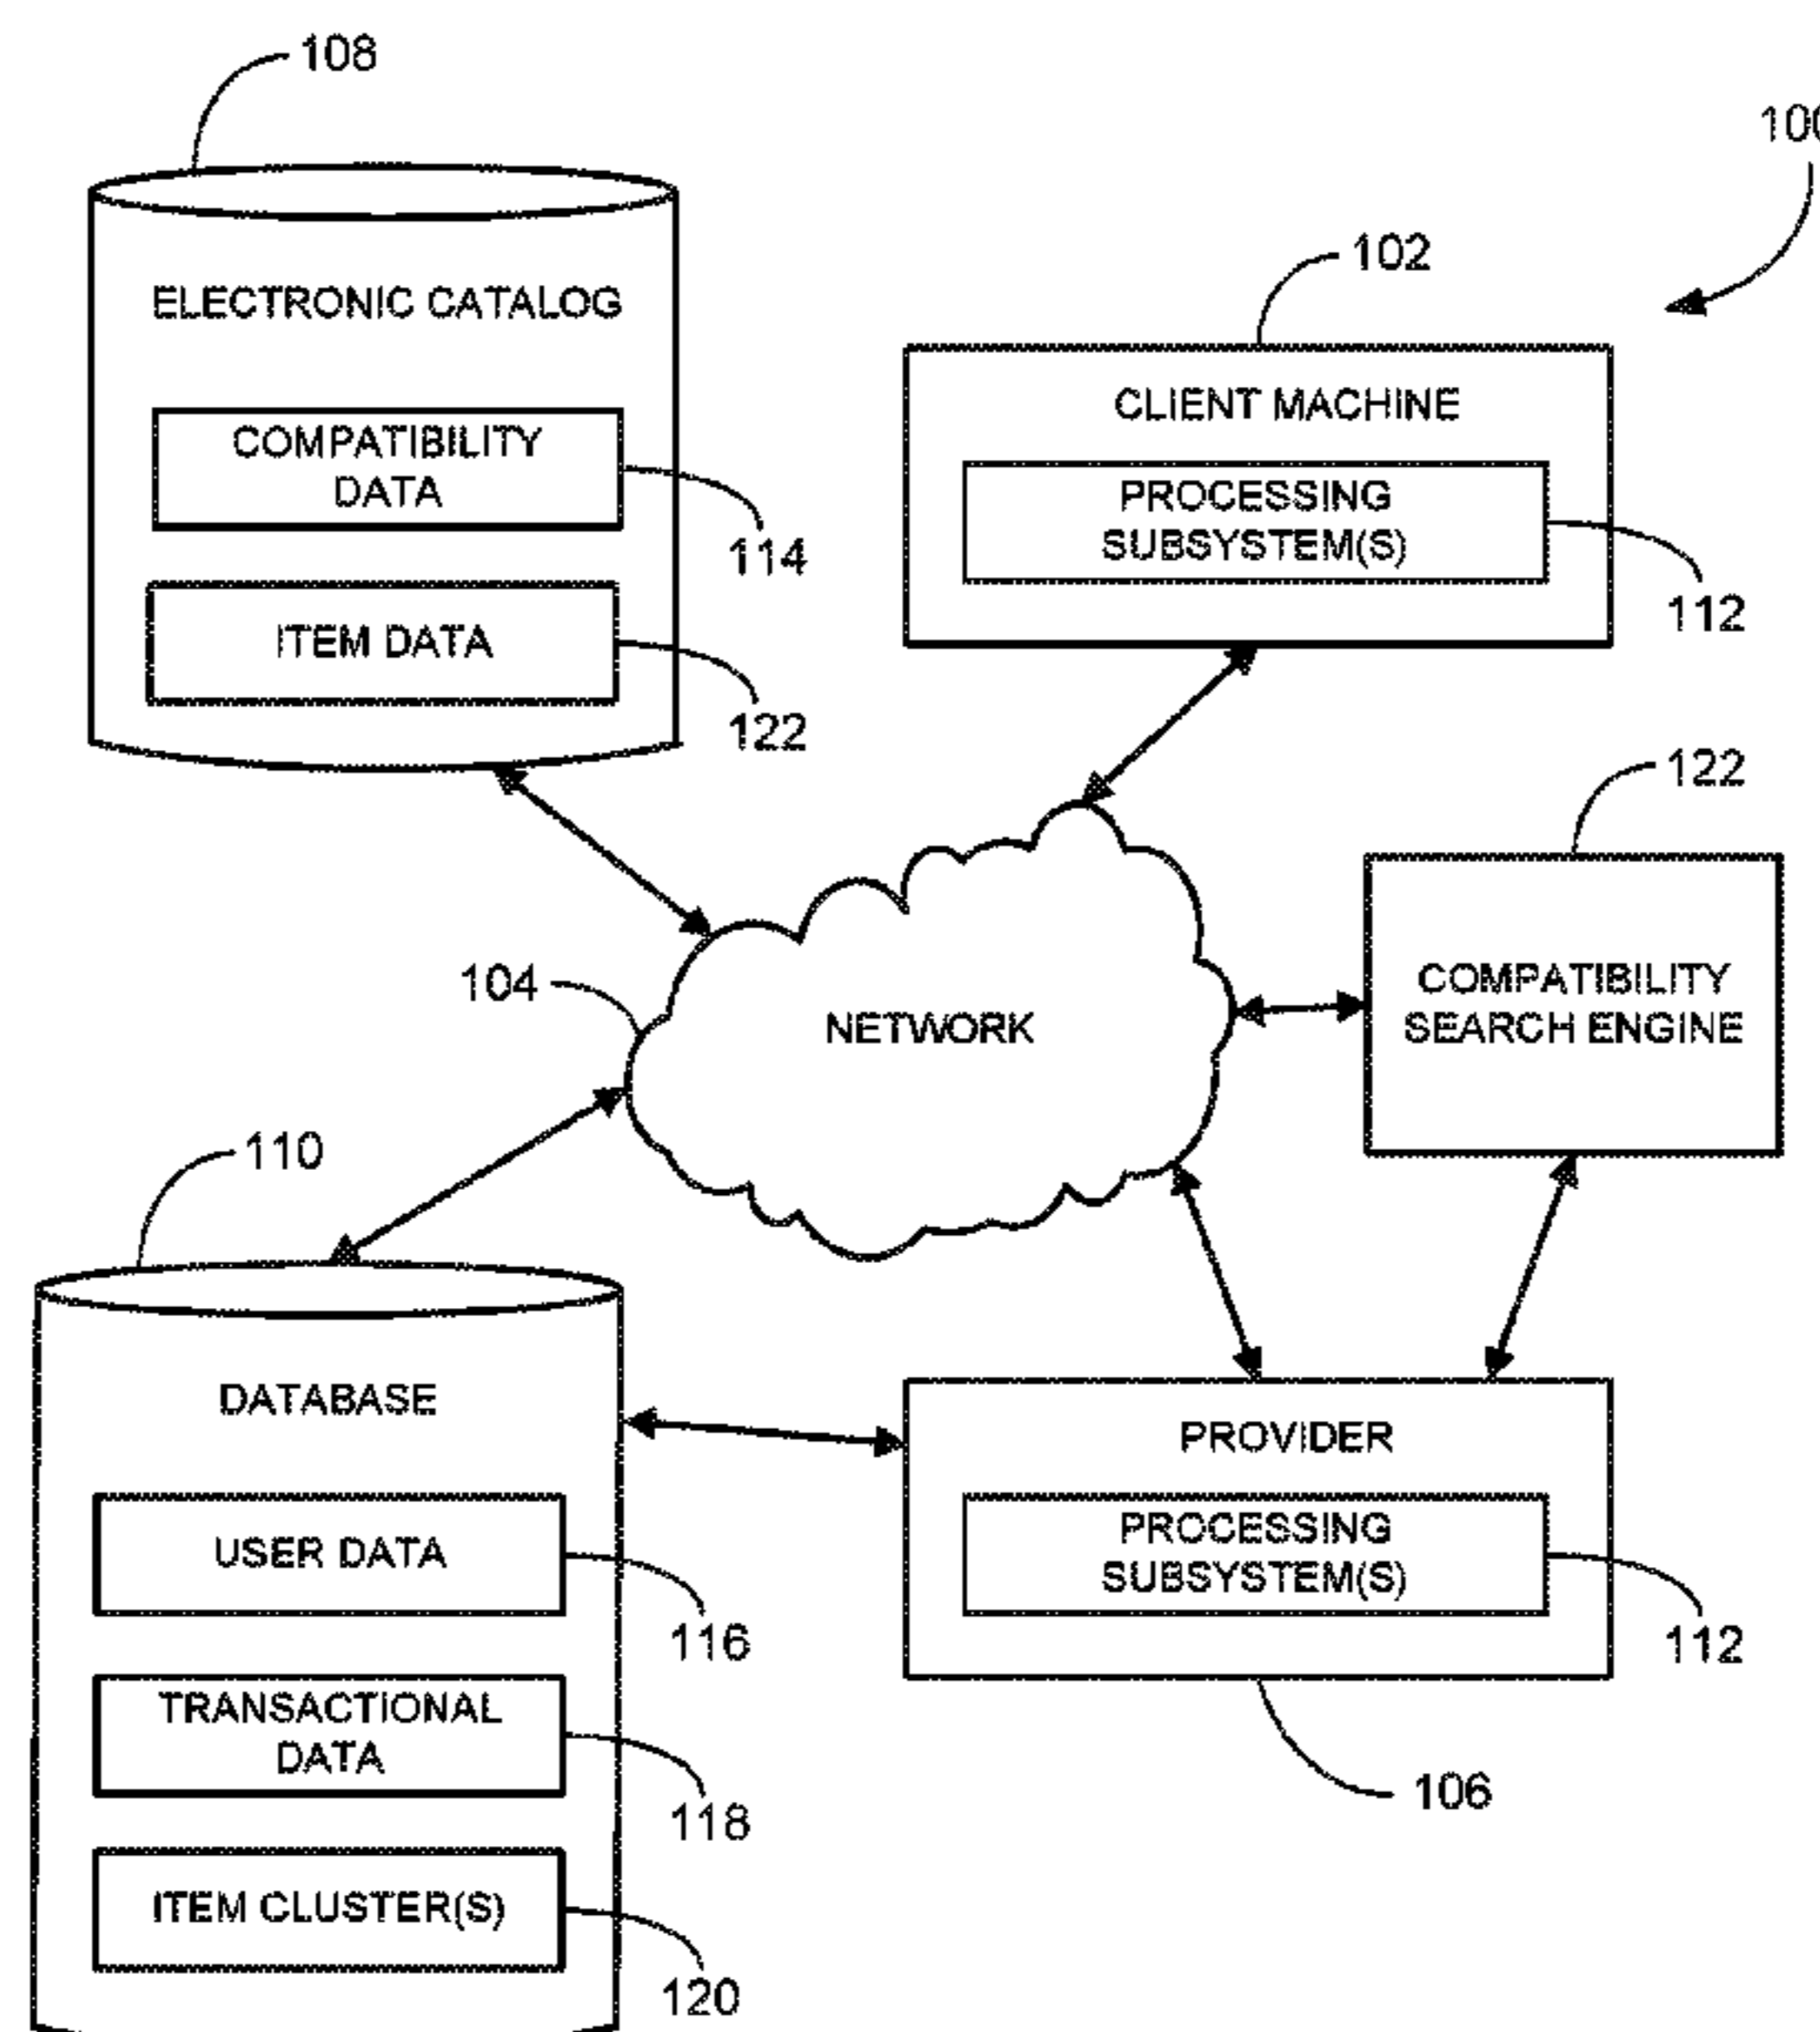 108
100
ELECTRONIC CATALOG
COMPATIBILITY
DATA
114
ITEM DATA
122
102
CLIENT MACHINE
PROCESSING
SUBSYSTEM(S)
112
122
COMPATIBILITY
SEARCH ENGINE
104
NETWORK
110
DATABASE
USER DATA
116
TRANSACTIONAL
DATA
118
ITEM CLUSTER(S)
120
PROVIDER
PROCESSING
SUBSYSTEM(S)
112
106